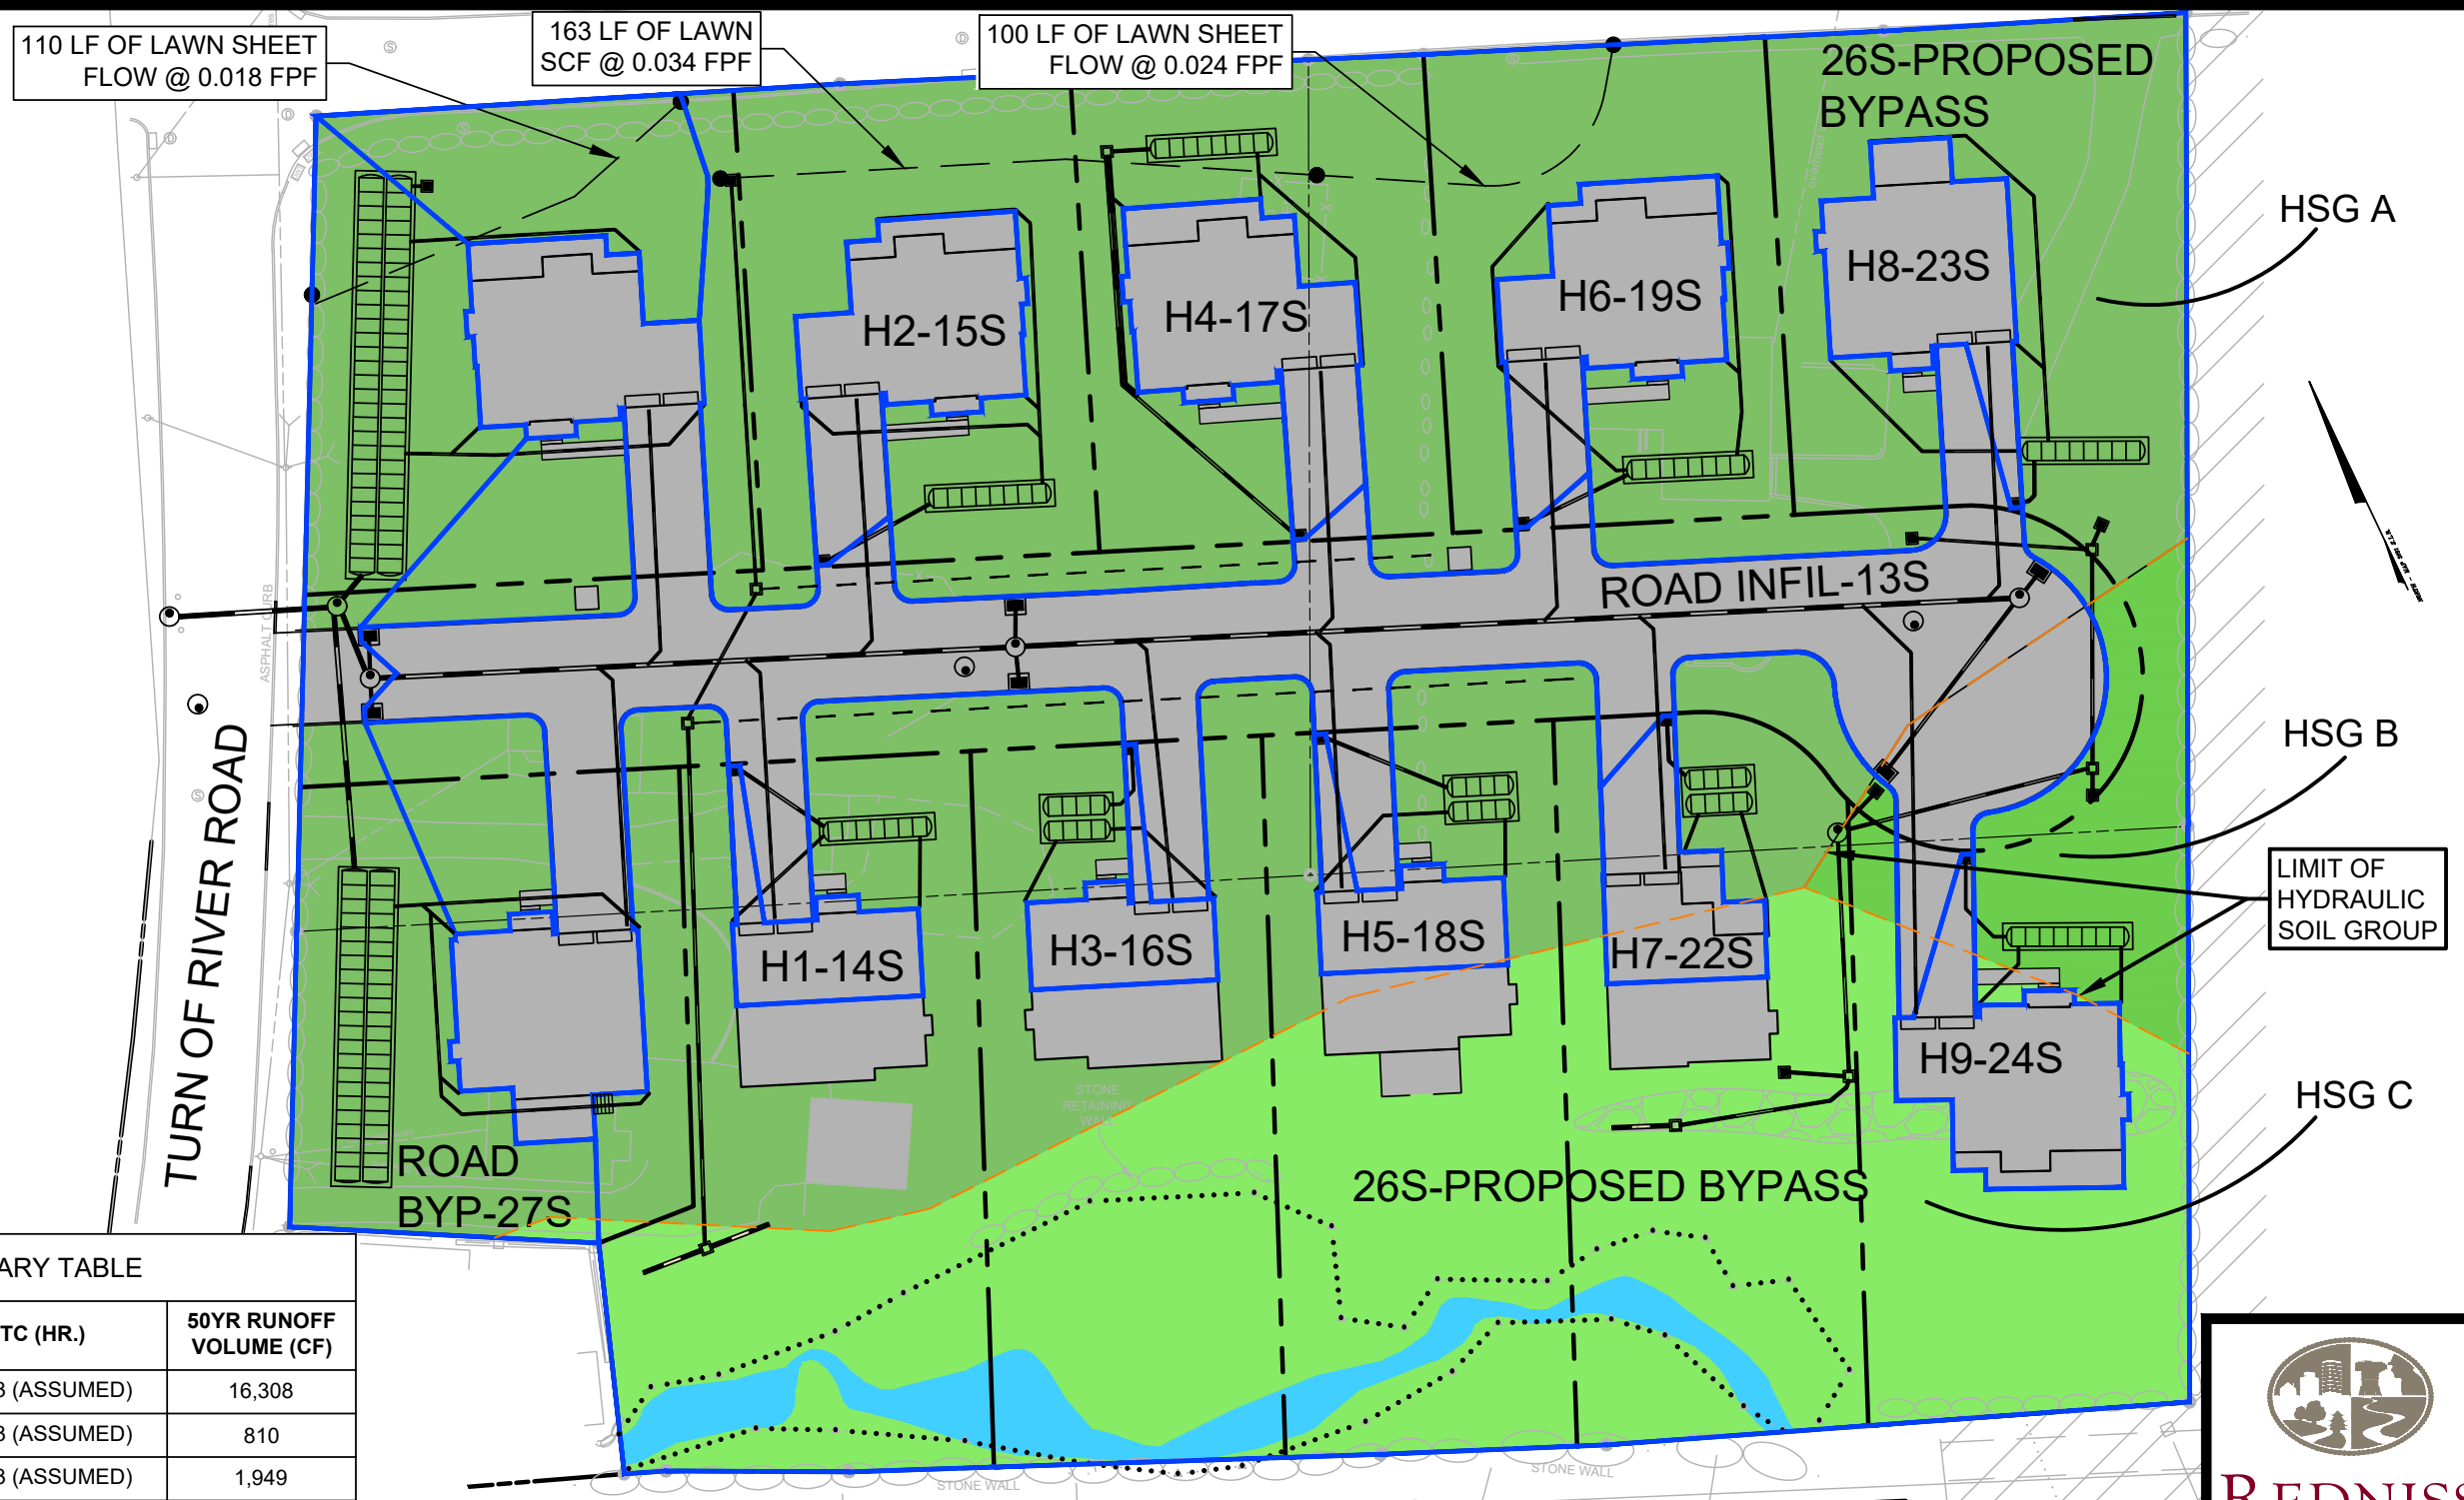 110 LF OF LAWN SHEET
FLOW @ 0.018 FPF
163 LF OF LAWN
SCF @ 0.034 FPF
100 LF OF LAWN SHEET
FLOW @ 0.024 FPF
26S-PROPOSED
BYPASS
overhead
HSG A
H2-15S
H4-17S
H6-19S
H8-23S
ROAD INFIL-13S
ASPHALT CURB
TURN OF RIVER ROAD
HSG B
LIMIT OF
HYDRAULIC
SOIL GROUP
H1-14S
H3-16S
H5-18S
H7-22S
H9-24S
HSG C
STONE
RETAINING
WALL
ROAD
BYP-27S
26S-PROPOSED BYPASS
ARY TABLE
TC (HR.)
50YR RUNOFF
VOLUME (CF)
(ASSUMED)
16,308
(ASSUMED)
810
(ASSUMED)
1,949
STONE WALL
STONE WALL
REDNISS